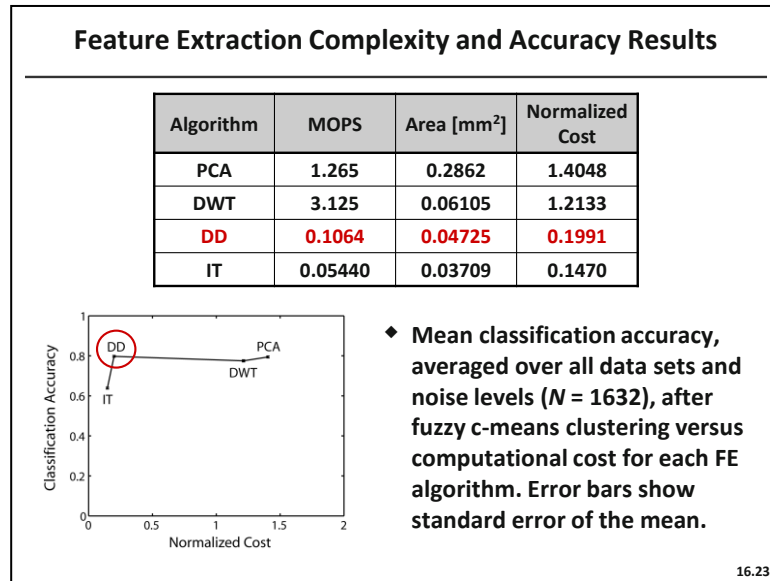 Feature Extraction Complexity and Accuracy Results
Algorithm MOPS Area [mm²] Normalized Cost
PCA 1.265 0.2862 1.4048
DWT 3.125 0.06105 1.2133
DD 0.1064 0.04725 0.1991
IT 0.05440 0.03709 0.1470
1
0.8
0.6
0.4
0.2
0
Classification Accuracy
DD
IT
DWT
PCA
0 0.5 1 1.5 2
Normalized Cost
◆ Mean classification accuracy,
averaged over all data sets and
noise levels (N = 1632), after
fuzzy c-means clustering versus
computational cost for each FE
algorithm. Error bars show
standard error of the mean.
16.23